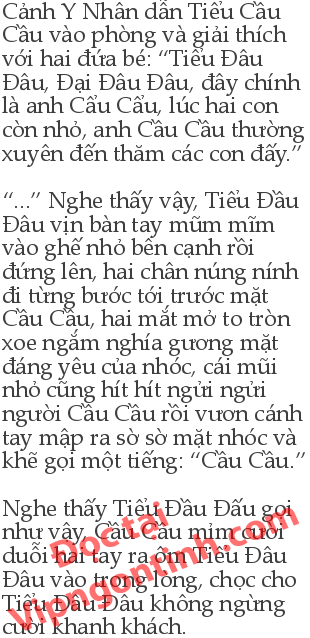 Cảnh Y Nhân dẫn Tiểu Cầu
Cầu vào phòng và giải thích
với hai đứa bé: “Tiểu Đâu
Đâu, Đại Đâu Đâu, đây chính
là anh Cẩu Cẩu, lúc hai con
còn nhỏ, anh Cầu Cầu thường
xuyên đến thăm các con đấy.”
“...” Nghe thấy vậy, Tiểu Đầu
Đâu vịn bàn tay mũm mĩm
vào ghế nhỏ bên cạnh rồi
đứng lên, hai chân núng nính
đi từng bước tới trước mặt
Cầu Cầu, hai mắt mở to tròn
xoe ngắm nghía gương mặt
đáng yêu của nhóc, cái mũi
nhỏ cũng hít hít ngửi ngửi
người Cầu Cầu rồi vươn cánh
tay mập ra sờ sờ mặt nhóc và
khẽ gọi một tiếng: “Cầu Cầu.”
Nghe thấy Tiểu Đầu Đấu gọi
như vậy, Cầu Cầu mỉm cười
duỗi hai tay ra ôm Tiểu Đâu
Đâu vào trong lòng, chọc cho
Tiểu Đâu Đâu không ngừng
cười khanh khách.
Đọc tại
Vipngontinh.com